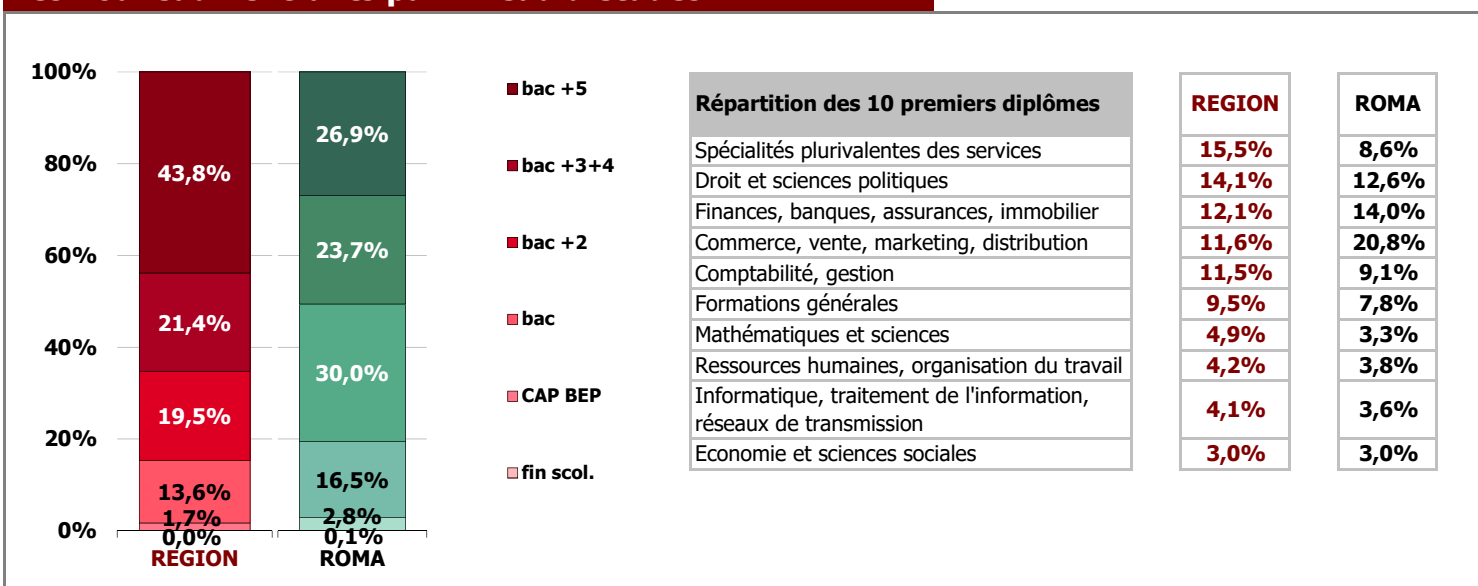 100%
80%
60%
40%
20%
0%
43,8%
21,4%
19,5%
13,6%
1,7%
0,0%
REGION
26,9%
23,7%
30,0%
16,5%
2,8%
0,1%
ROMA
bac +5
bac +3+4
bac +2
bac
CAP BEP
fin scol.
Répartition des 10 premiers diplômes REGION ROMA
Spécialités plurivalentes des services 15,5% 8,6%
Droit et sciences politiques 14,1% 12,6%
Finances, banques, assurances, immobilier 12,1% 14,0%
Commerce, vente, marketing, distribution 11,6% 20,8%
Comptabilité, gestion 11,5% 9,1%
Formations générales 9,5% 7,8%
Mathématiques et sciences 4,9% 3,3%
Ressources humaines, organisation du travail 4,2% 3,8%
Informatique, traitement de l'information,
réseaux de transmission 4,1% 3,6%
Economie et sciences sociales 3,0% 3,0%